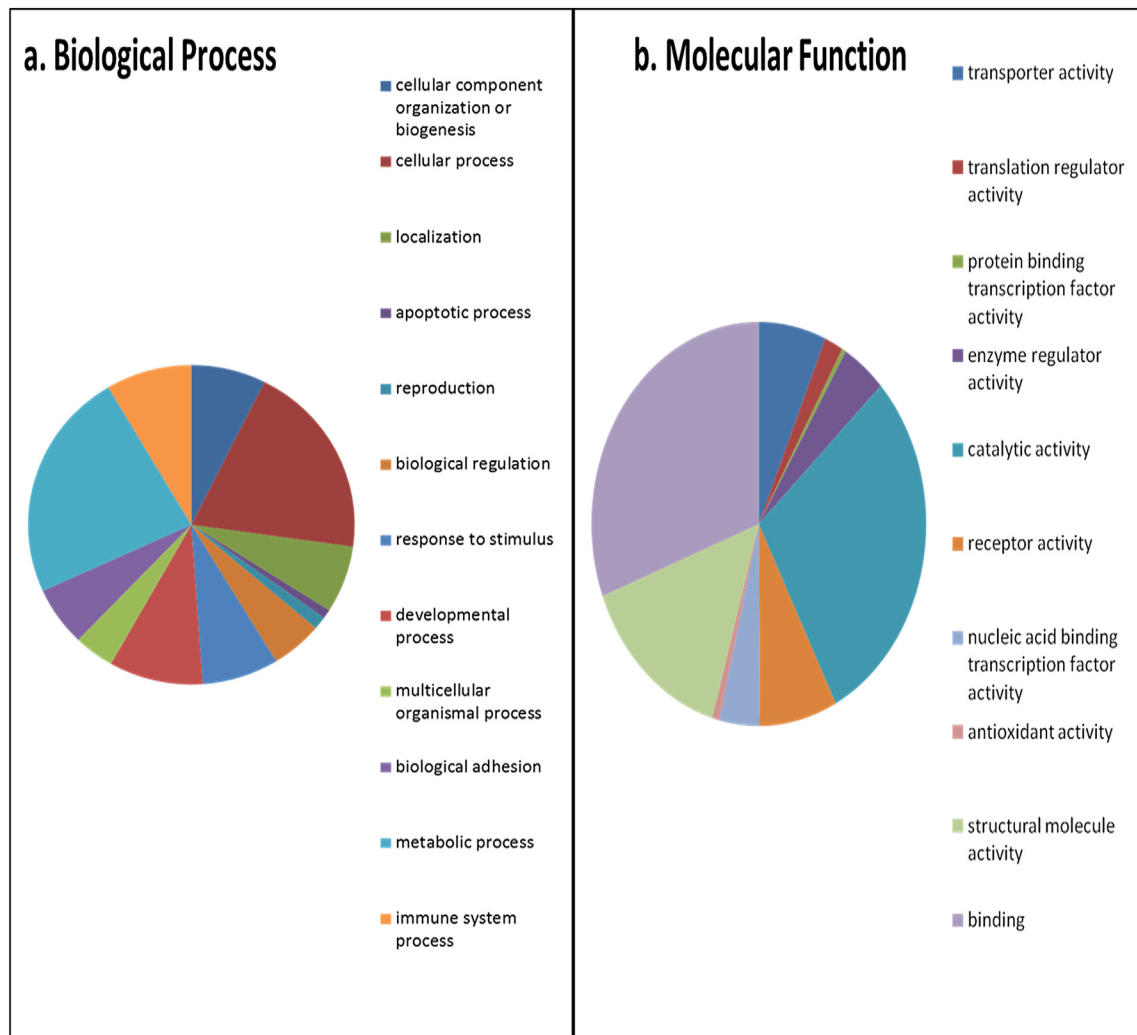 a. Biological Process
cellular component
organization or
biogenesis
cellular process
localization
apoptotic process
reproduction
biological regulation
response to stimulus
developmental
process
multicellular
organismal process
biological adhesion
metabolic process
immune system
process
b. Molecular Function
transporter activity
translation regulator
activity
protein binding
transcription factor
activity
enzyme regulator
activity
catalytic activity
receptor activity
nucleic acid binding
transcription factor
activity
antioxidant activity
structural molecule
activity
binding